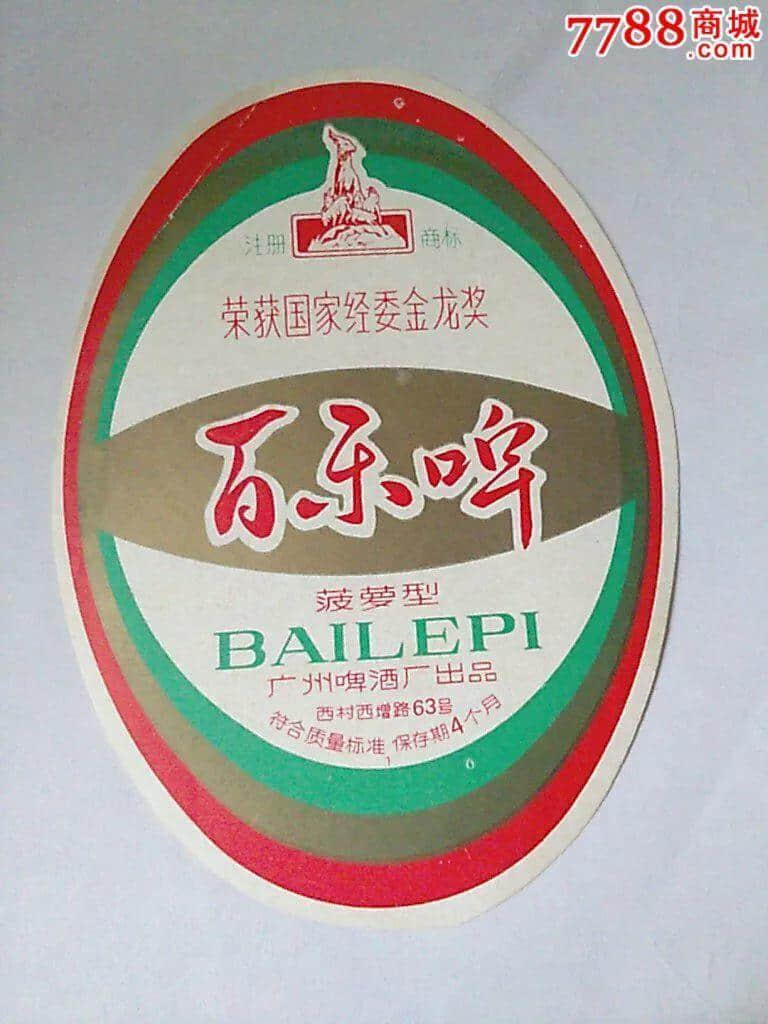 7788商城
.com
注册 商标
荣获国家经委金龙奖
百乐啤
菠萝型
BAILEPI
广州啤酒厂出品
西村西增路63号
符合质量标准 保存期4个月
1
6